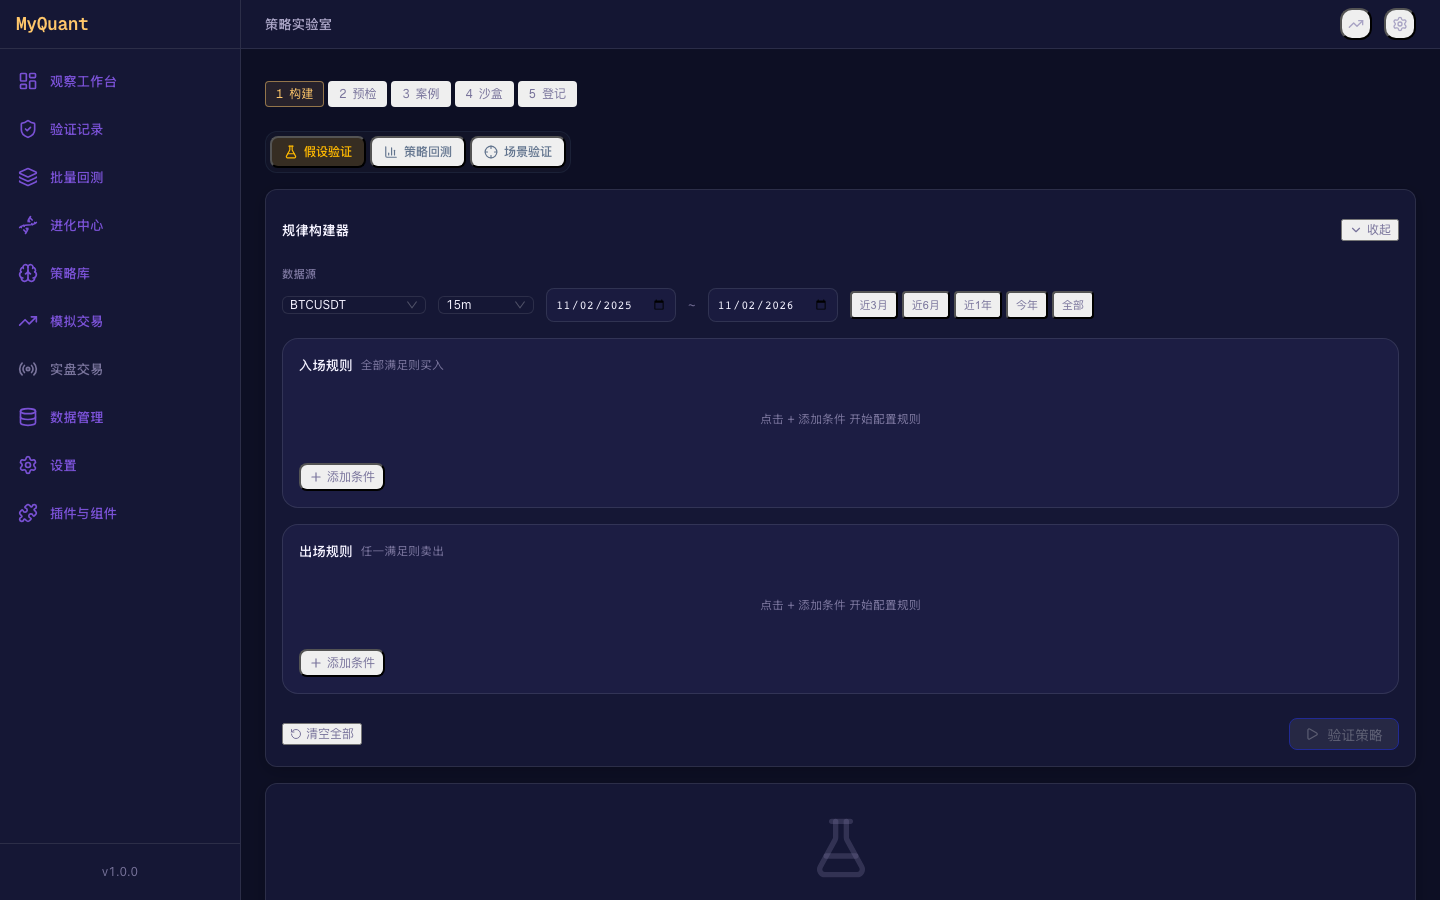 MyQuant
策略实验室
观察工作台
验证记录
批量回测
进化中心
策略库
模拟交易
实盘交易
数据管理
设置
插件与组件
v1.0.0
1 构建 2 预检 3 案例 4 沙盒 5 登记
假设验证 策略回测 场景验证
规律构建器 收起
数据源
BTCUSDT 15m 11/02/2025 ~ 11/02/2026 近3月 近6月 近1年 今年 全部
入场规则 全部满足则买入
点击 + 添加条件 开始配置规则
+ 添加条件
出场规则 任一满足则卖出
点击 + 添加条件 开始配置规则
+ 添加条件
清空全部 验证策略